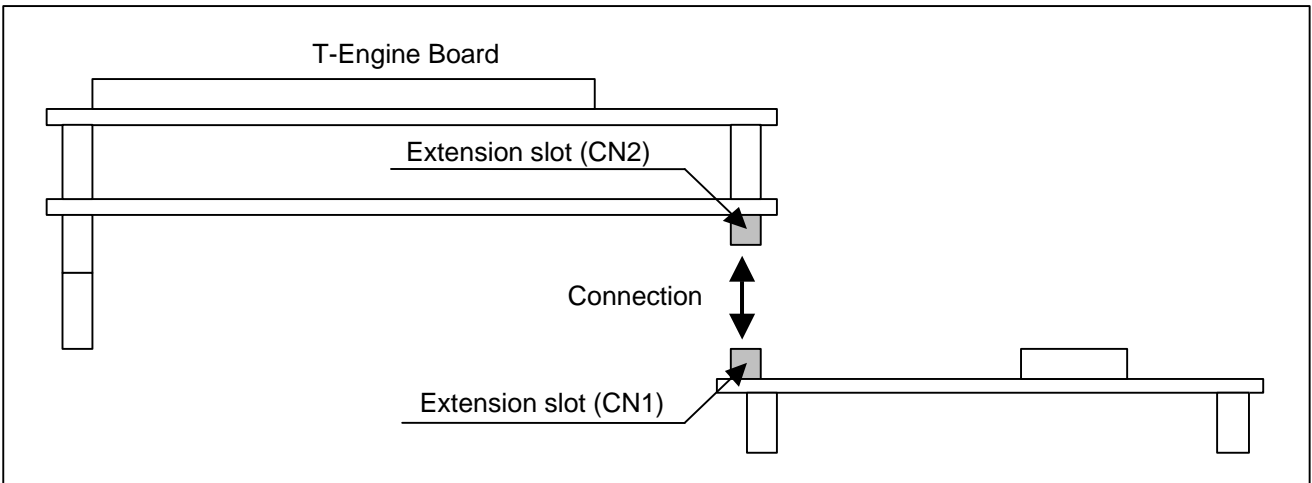 T-Engine Board
Extension slot (CN2)
Connection
Extension slot (CN1)